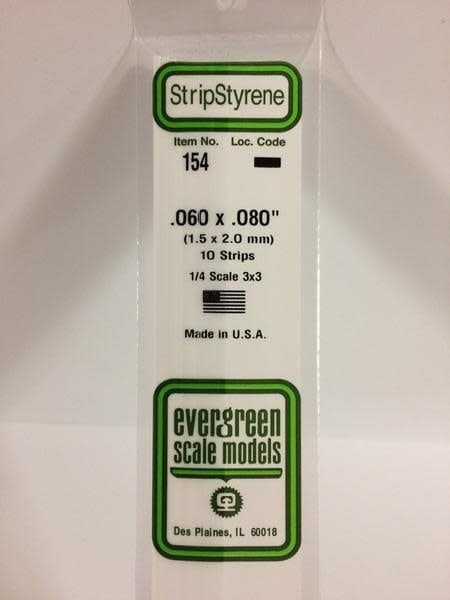 StripStyrene
Item No. Loc. Code
154
.060 x .080"
(1.5 x 2.0 mm)
10 Strips
1/4 Scale 3x3
Made in U.S.A.
evergreen
scale models
Des Plaines, IL 60018